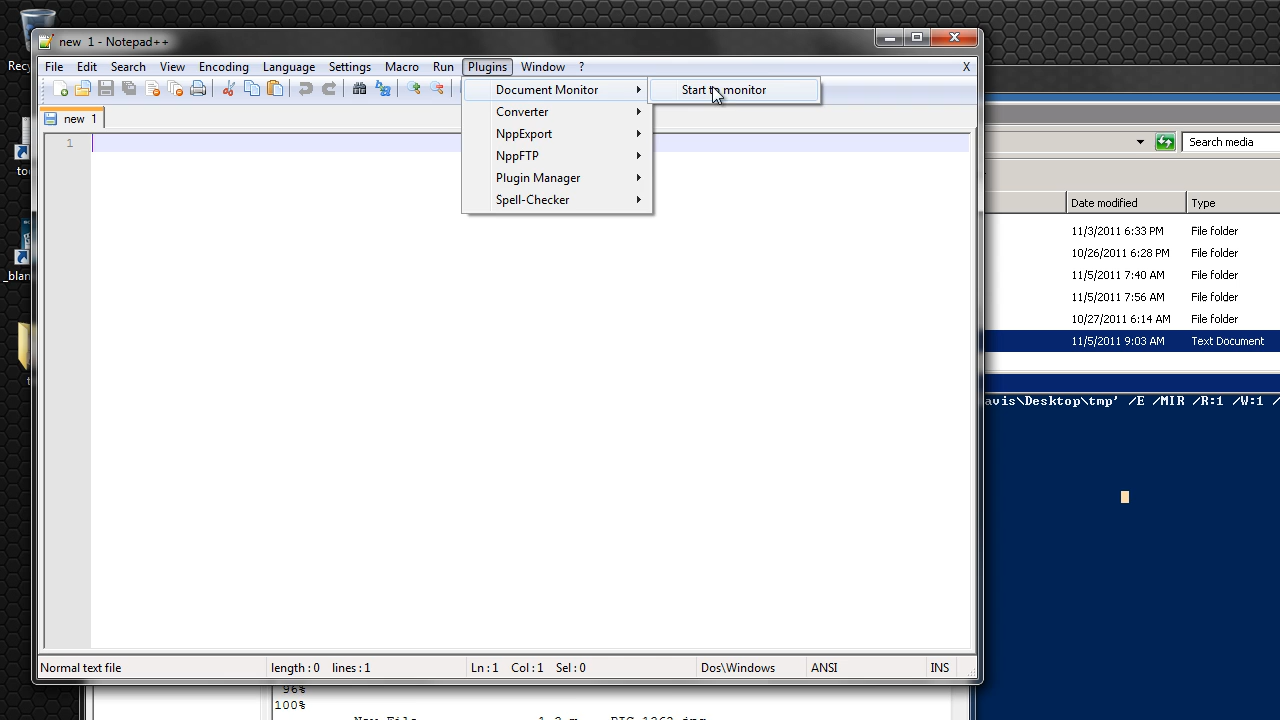 new 1 - Notepad++
File Edit Search View Encoding Language Settings Macro Run Plugins Window ? X
Document Monitor
Start to monitor
Converter
NppExport
NppFTP
Plugin Manager
Spell-Checker
new 1
1
Search media
Date modified Type
11/3/2011 6:33 PM File folder
10/26/2011 6:28 PM File folder
11/5/2011 7:40 AM File folder
11/5/2011 7:56 AM File folder
10/27/2011 6:14 AM File folder
11/5/2011 9:03 AM Text Document
avis\Desktop\tmp' /E /MIR /R:1 /W:1 /
Normal text file length : 0 lines : 1 Ln : 1 Col : 1 Sel : 0 Dos\Windows ANSI INS
96%
100%